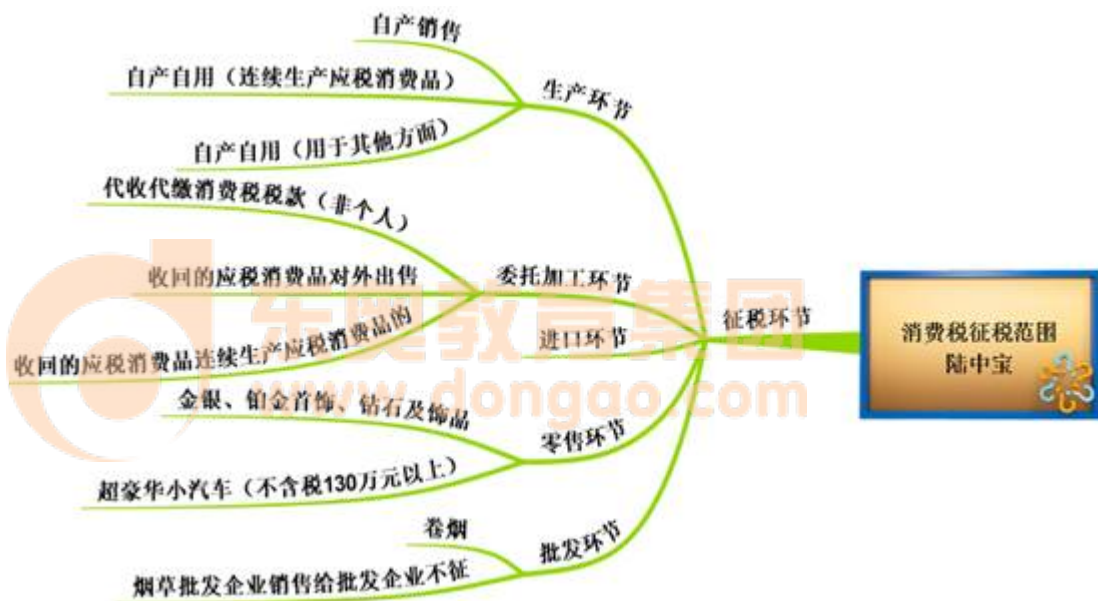 消费税征税范围
陆中宝
征税环节
生产环节
自产销售
自产自用（连续生产应税消费品）
自产自用（用于其他方面）
委托加工环节
代收代缴消费税税款（非个人）
收回的应税消费品对外出售
收回的应税消费品连续生产应税消费品的
进口环节
零售环节
金银、铂金首饰、钻石及饰品
超豪华小汽车（不含税130万元以上）
批发环节
卷烟
烟草批发企业销售给批发企业不征
东奥教育集团
www.dongao.com